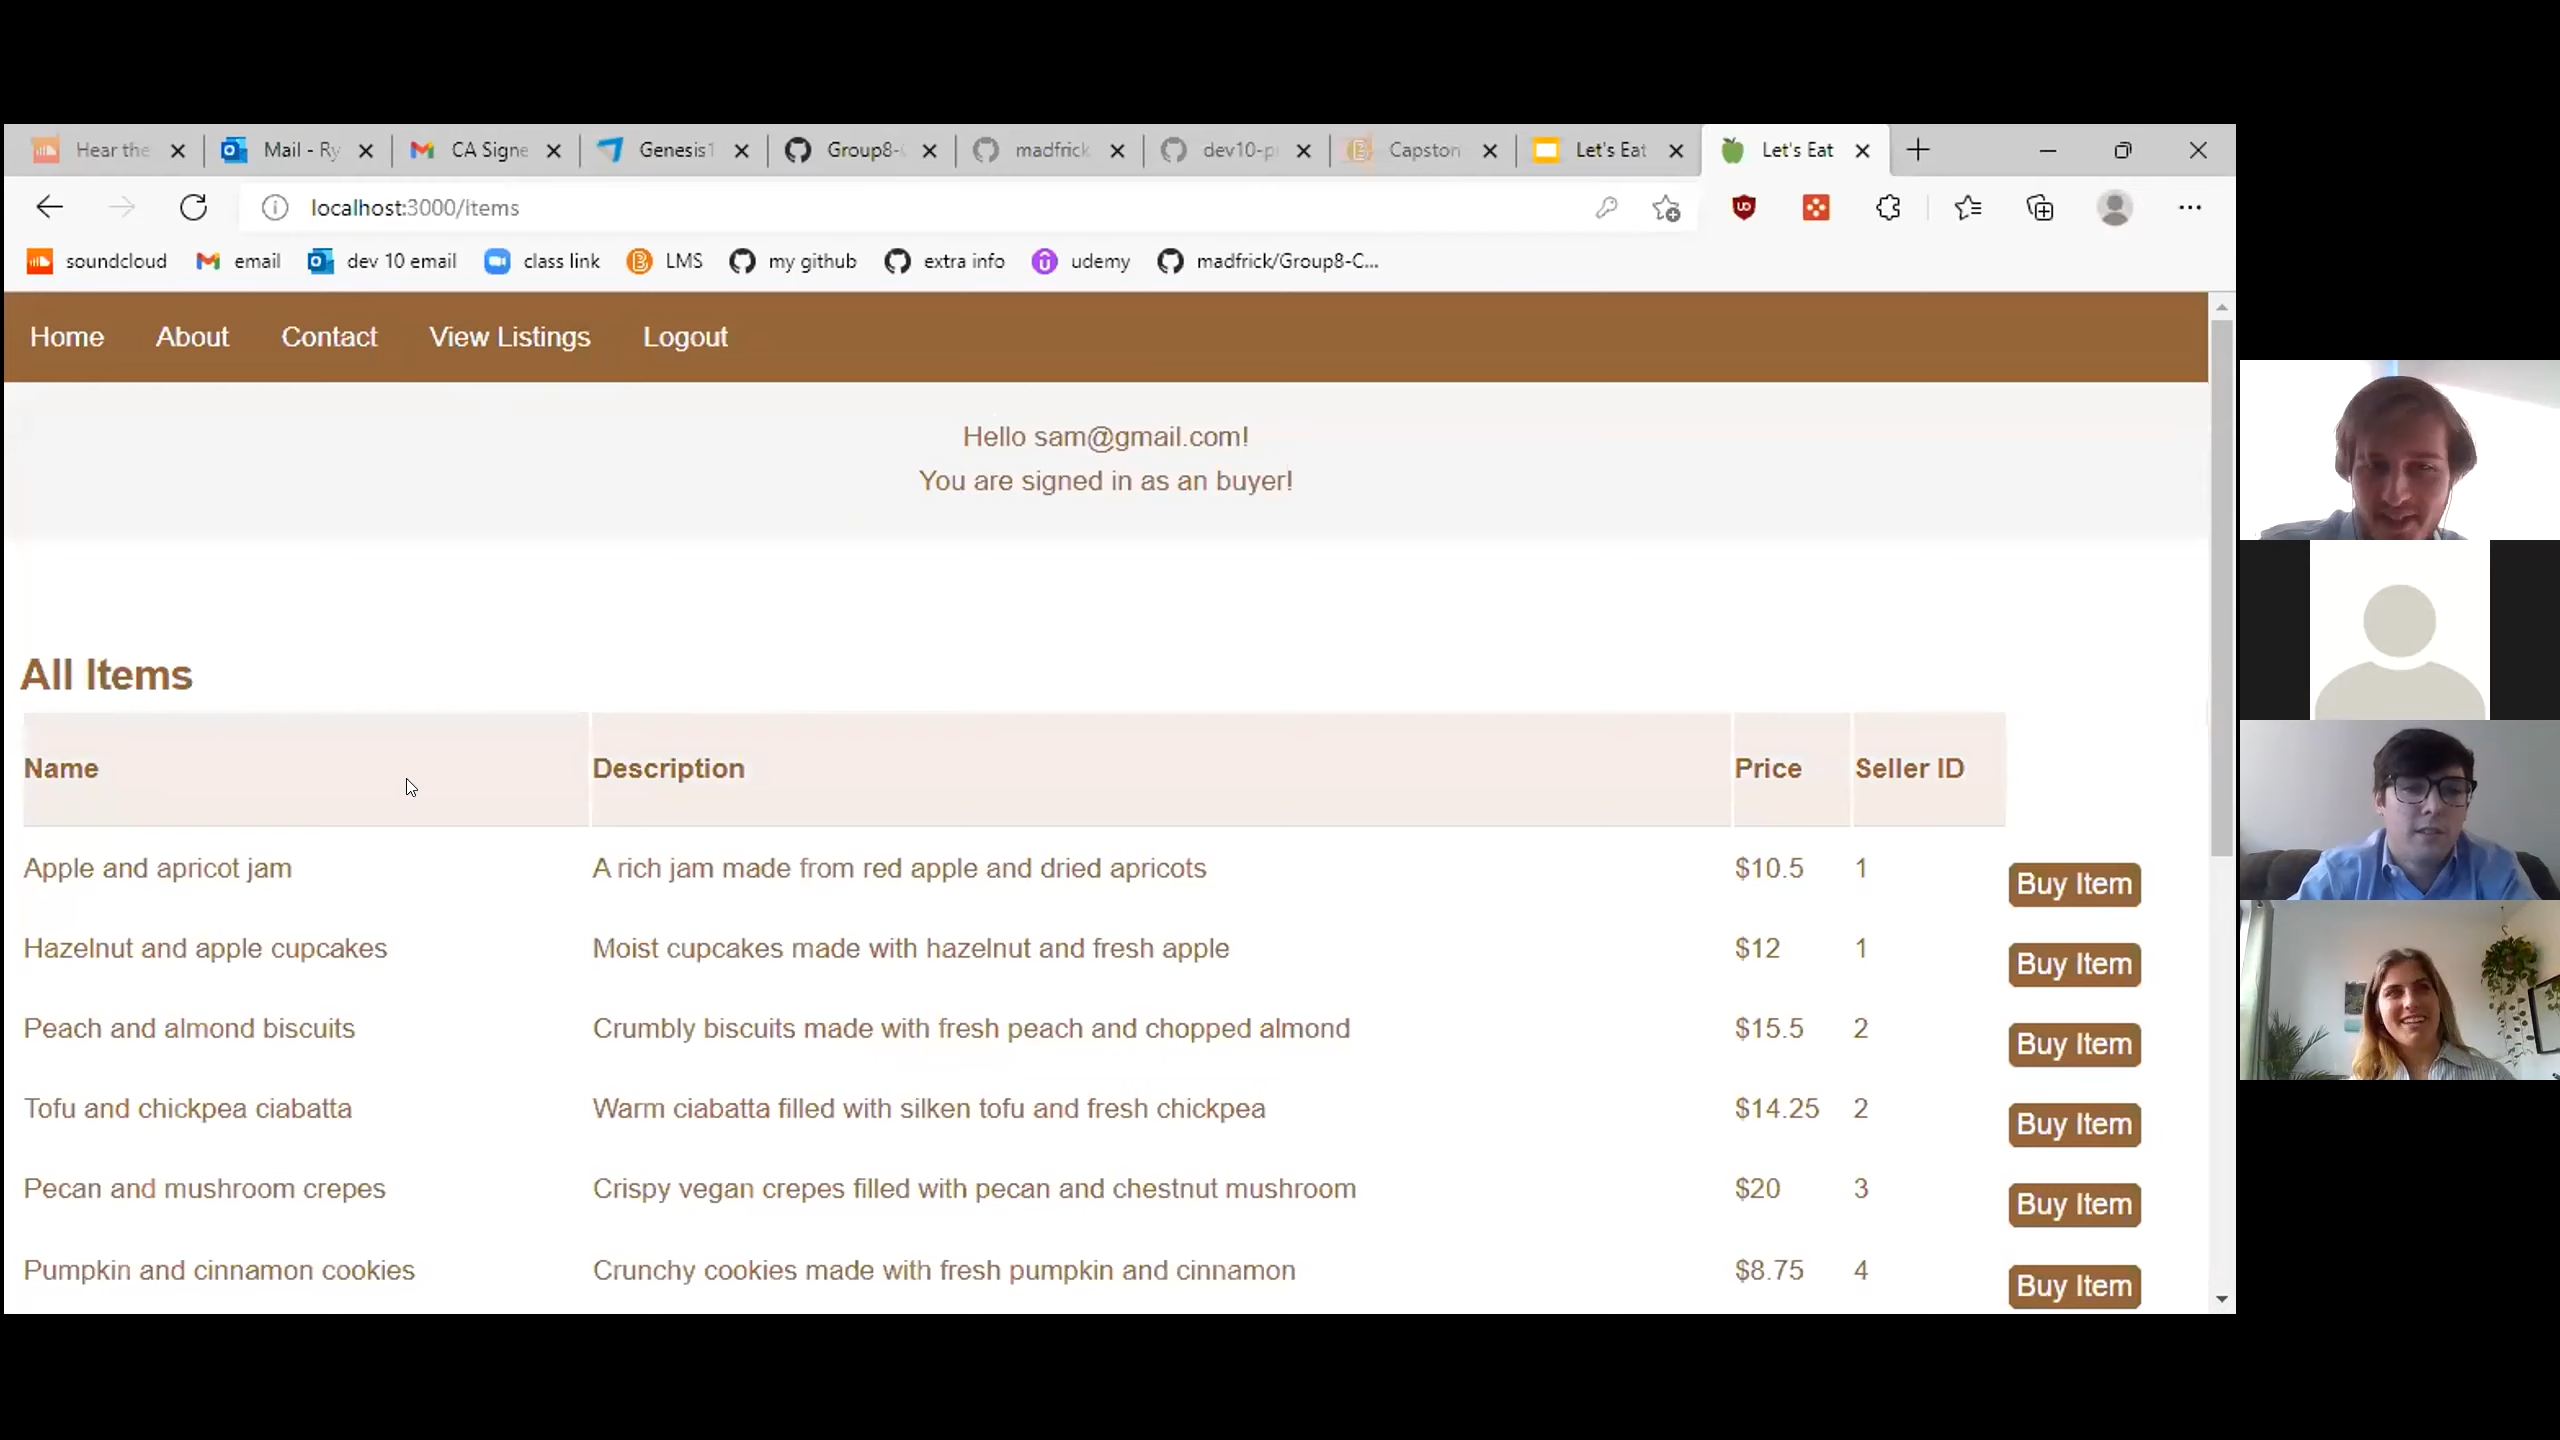 Hear the Mail - Ry CA Signe Genesis1 Group8- madfrick dev10-p Capston Let's Eat Let's Eat
localhost:3000/Items
soundcloud email dev 10 email class link LMS my github extra info udemy madfrick/Group8-C...
Home About Contact View Listings Logout
Hello sam@gmail.com!
You are signed in as an buyer!
All Items
Name Description Price Seller ID
Apple and apricot jam A rich jam made from red apple and dried apricots $10.5 1 Buy Item
Hazelnut and apple cupcakes Moist cupcakes made with hazelnut and fresh apple $12 1 Buy Item
Peach and almond biscuits Crumbly biscuits made with fresh peach and chopped almond $15.5 2 Buy Item
Tofu and chickpea ciabatta Warm ciabatta filled with silken tofu and fresh chickpea $14.25 2 Buy Item
Pecan and mushroom crepes Crispy vegan crepes filled with pecan and chestnut mushroom $20 3 Buy Item
Pumpkin and cinnamon cookies Crunchy cookies made with fresh pumpkin and cinnamon $8.75 4 Buy Item